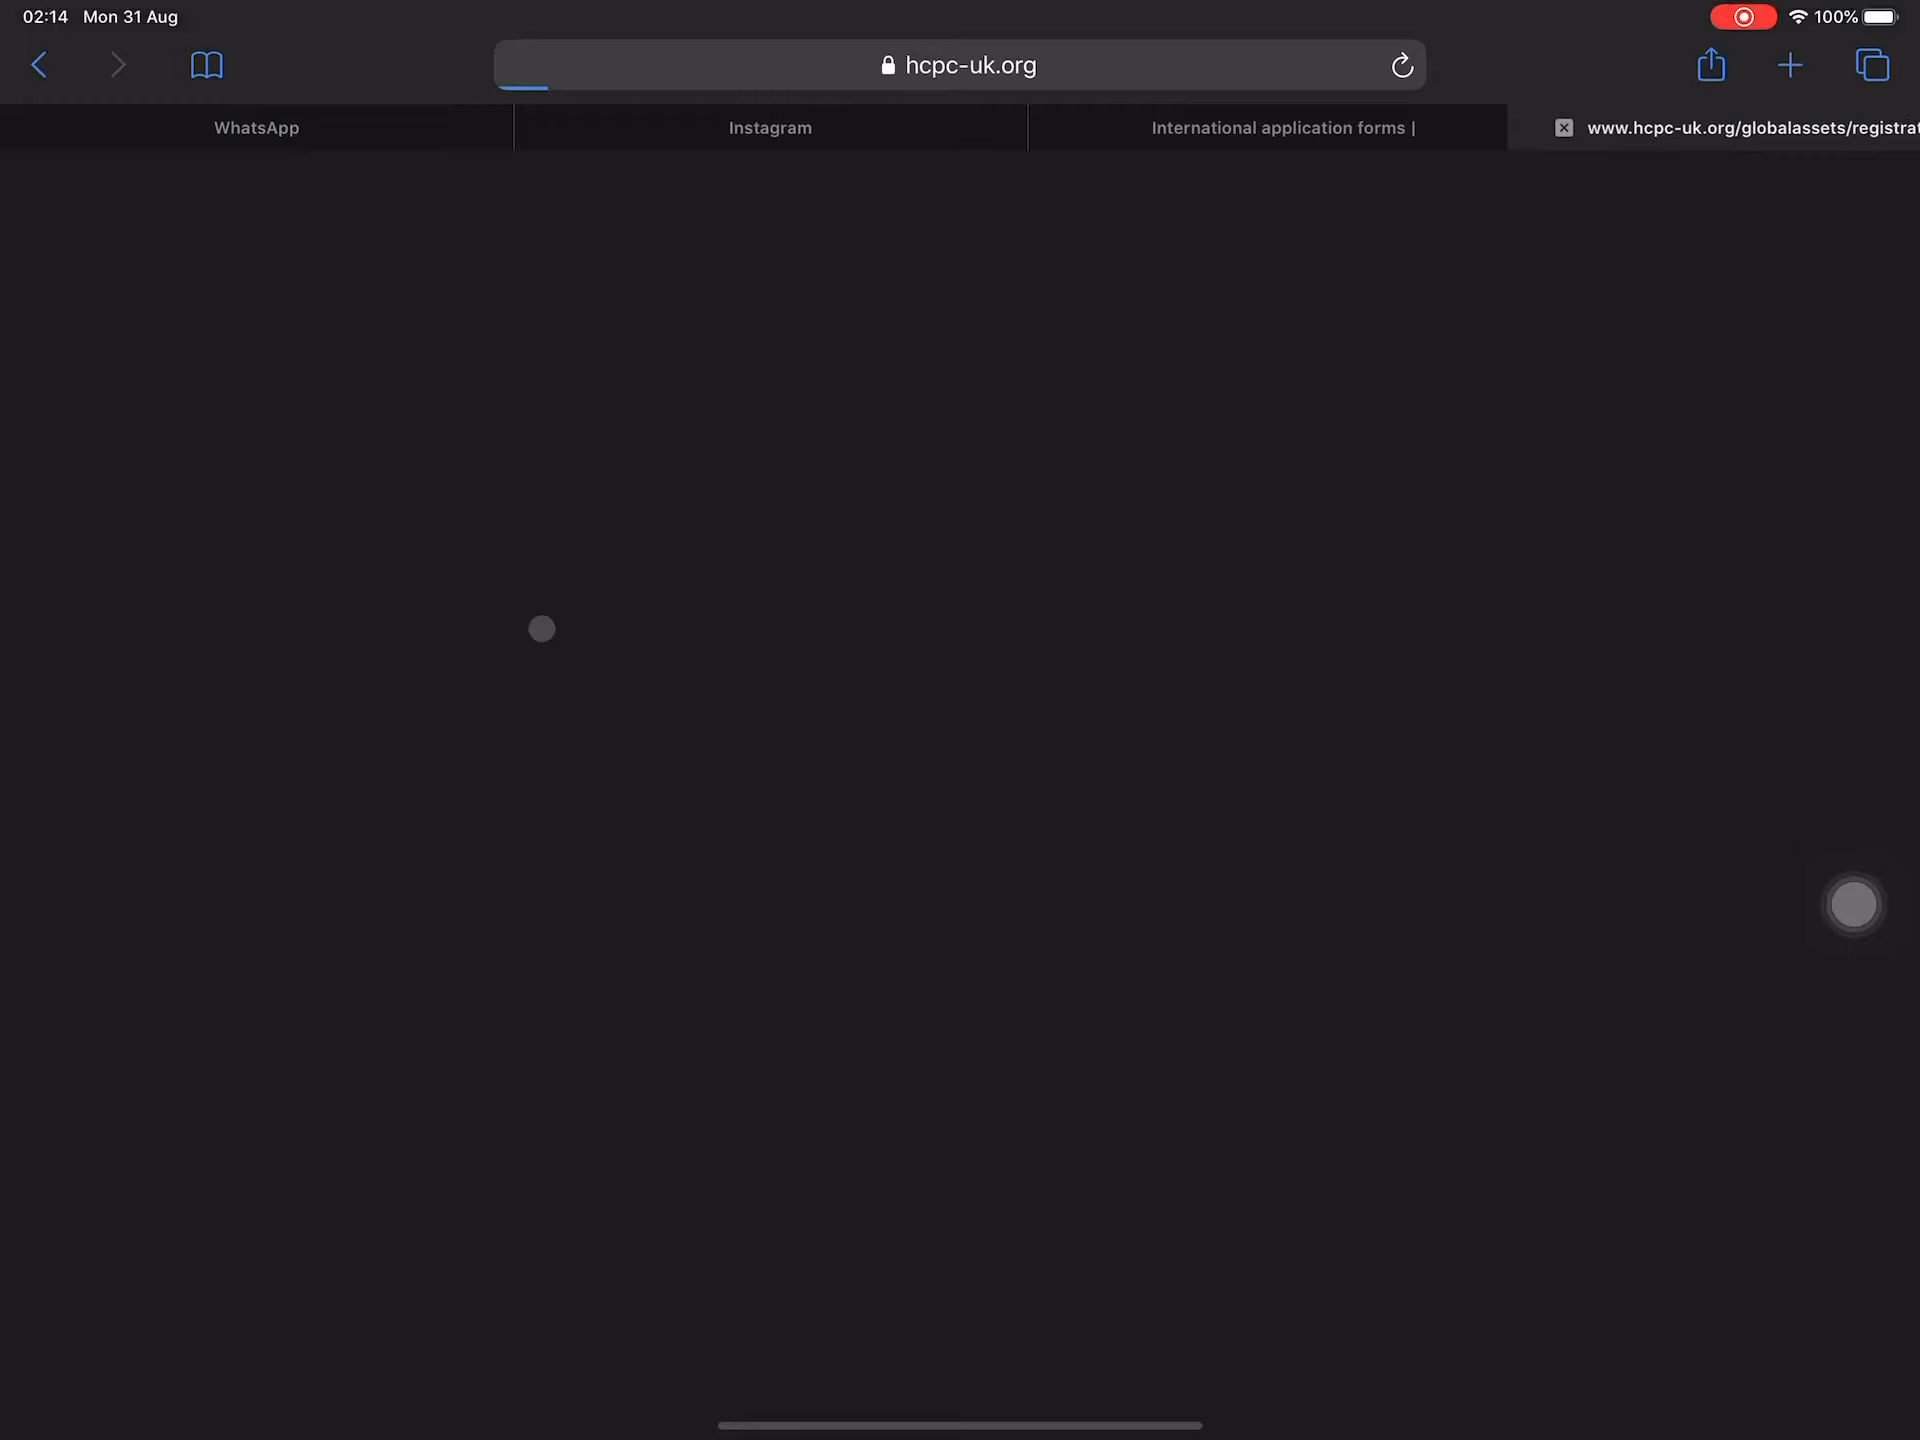 02:14 Mon 31 Aug
100%
hcpc-uk.org
WhatsApp
Instagram
International application forms |
www.hcpc-uk.org/globalassets/registrat